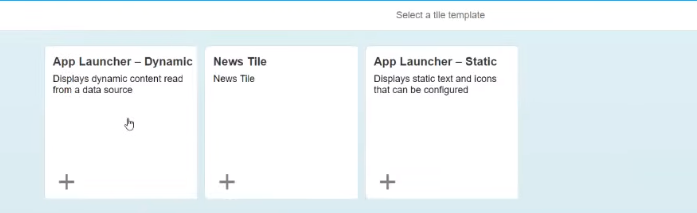 Select a tile template
App Launcher – Dynamic
Displays dynamic content read
from a data source
News Tile
News Tile
App Launcher – Static
Displays static text and icons
that can be configured